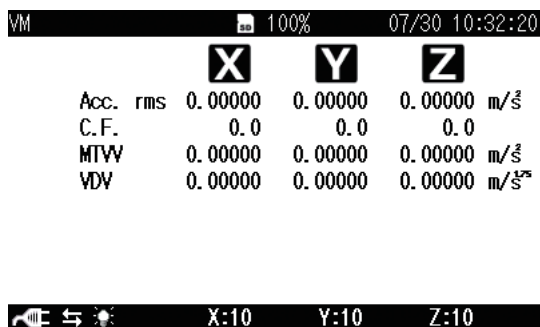 VM SD 100% 07/30 10:32:20
X Y Z
Acc. rms 0.00000 0.00000 0.00000 m/s²
C.F. 0.0 0.0 0.0
MTVV 0.00000 0.00000 0.00000 m/s²
VDV 0.00000 0.00000 0.00000 m/s¹·⁷⁵
X:10 Y:10 Z:10